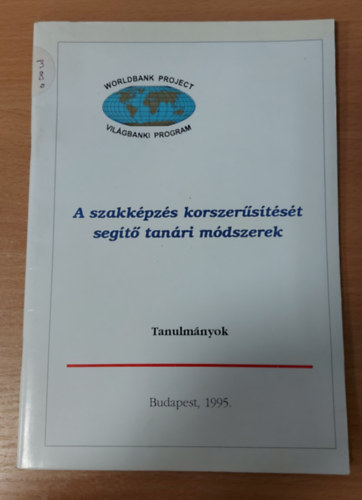 WORLDBANK PROJECT
VILÁGBANKI PROGRAM
A szakképzés korszerűsítését
segítő tanári módszerek
Tanulmányok
Budapest, 1995.